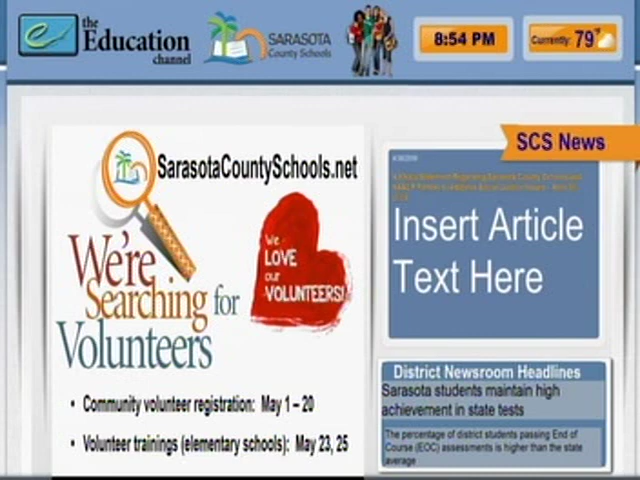 the
Education
channel
SARASOTA
County Schools
8:54 PM
Currently: 79°
SCS News
SarasotaCountySchools.net
We're
Searching for
Volunteers
We
LOVE
our
VOLUNTEERS!
• Community volunteer registration: May 1 – 20
• Volunteer trainings (elementary schools): May 23, 25
Insert Article
Text Here
District Newsroom Headlines
Sarasota students maintain high
achievement in state tests
The percentage of district students passing End of
Course (EOC) assessments is higher than the state
average